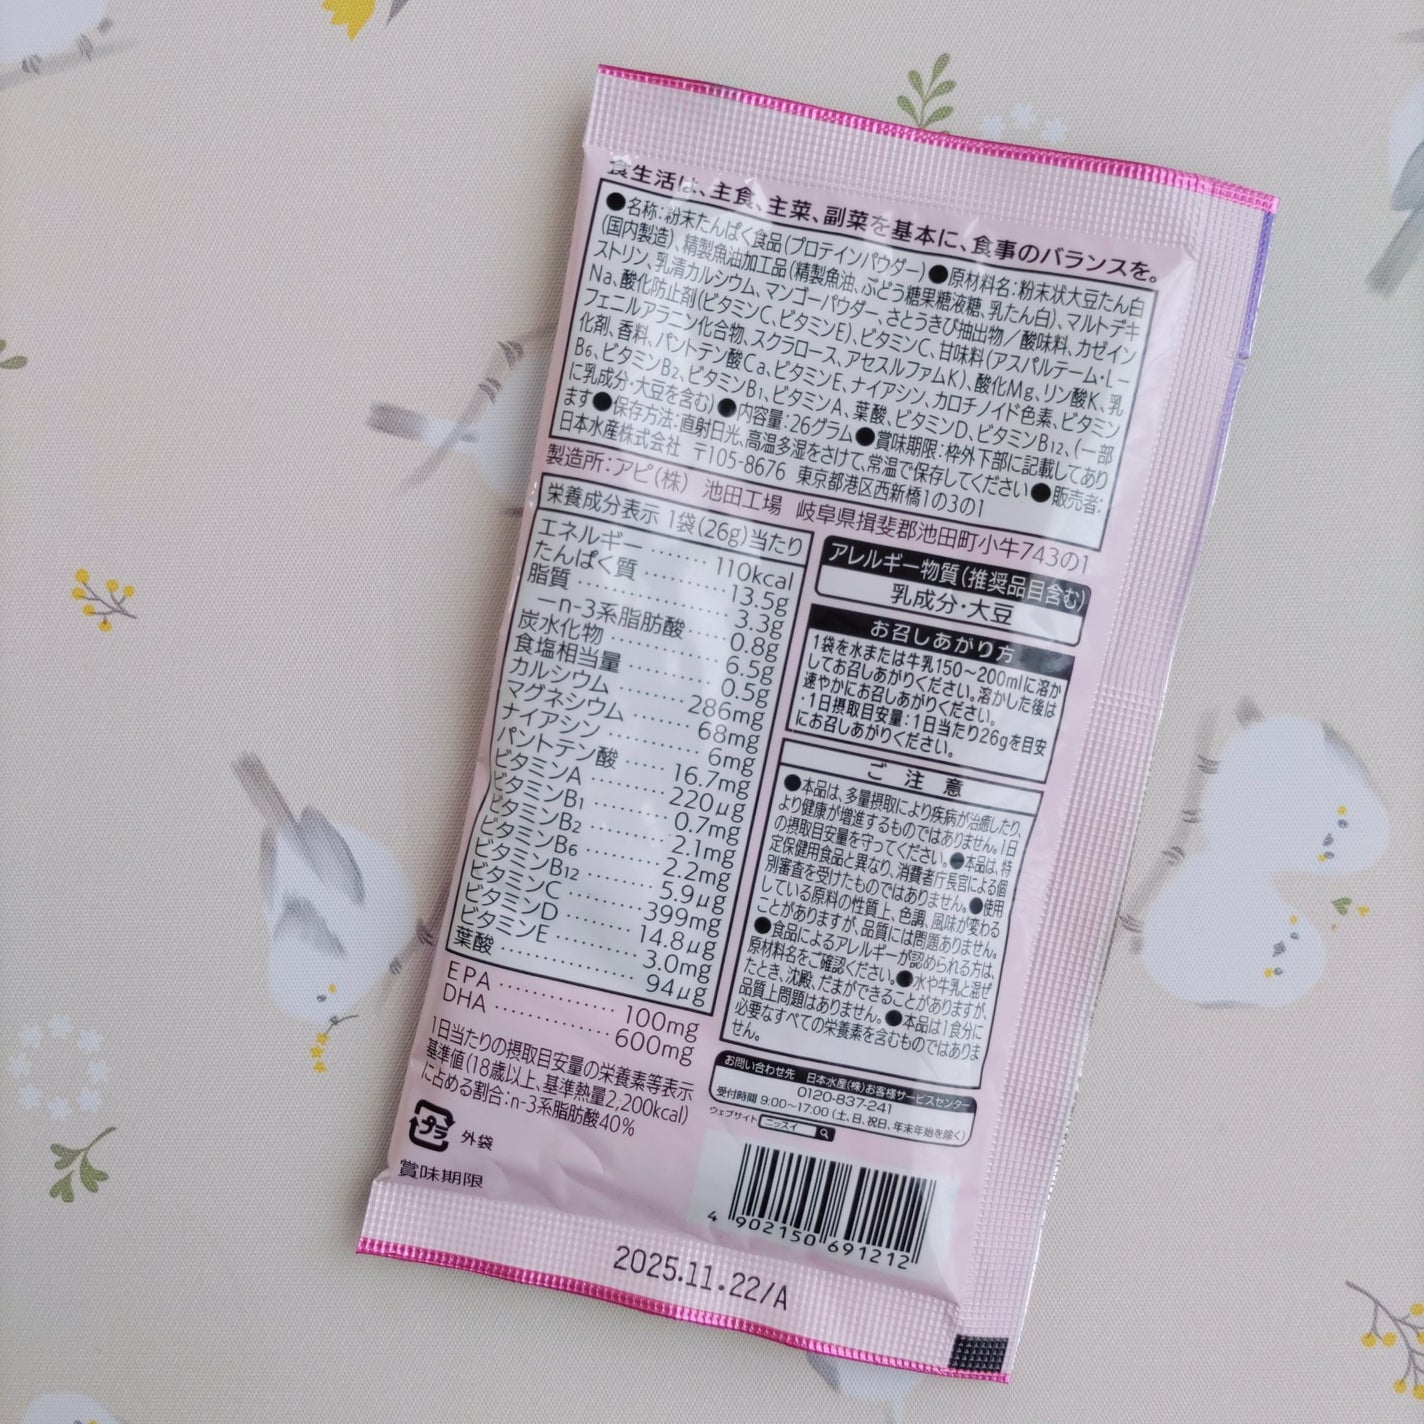 食生活は、主食、主菜、副菜を基本に、食事のバランスを。
●名称：粉末たんぱく食品（プロテインパウダー）●原材料名：粉末状大豆たん白
（国内製造）、精製魚油加工品（精製魚油、ぶどう糖果糖液糖、乳たん白）、マルトデキ
ストリン、乳清カルシウム、マンゴーパウダー、さとうきび抽出物／酸味料、カゼイン
Na、酸化防止剤（ビタミンC、ビタミンE）、ビタミンC、甘味料（アスパルテーム・L－
フェニルアラニン化合物、スクラロース、アセスルファムK）、酸化Mg、リン酸K、乳
化剤、香料、パントテン酸Ca、ビタミンE、ナイアシン、カロチノイド色素、ビタミン
B₆、ビタミンB₂、ビタミンB₁、ビタミンA、葉酸、ビタミンD、ビタミンB₁₂、（一部
に乳成分・大豆を含む）●内容量：26グラム●賞味期限：枠外下部に記載してあり
ます●保存方法：直射日光、高温多湿をさけて、常温で保存してください●販売者：
日本水産株式会社 〒105-8676 東京都港区西新橋1の3の1
製造所：アピ（株） 池田工場 岐阜県揖斐郡池田町小牛743の1
栄養成分表示 1袋（26g）当たり
エネルギー……110kcal
たんぱく質……13.5g
脂質……3.3g
－n-3系脂肪酸……0.8g
炭水化物……6.5g
食塩相当量……0.5g
カルシウム……286mg
マグネシウム……68mg
ナイアシン……6mg
パントテン酸……16.7mg
ビタミンA……220μg
ビタミンB₁……0.7mg
ビタミンB₂……2.1mg
ビタミンB₆……2.2mg
ビタミンB₁₂……5.9μg
ビタミンC……399mg
ビタミンD……14.8μg
ビタミンE……3.0mg
葉酸……94μg
EPA……100mg
DHA……600mg
1日当たりの摂取目安量の栄養素等表示
基準値（18歳以上、基準熱量2,200kcal）
に占める割合：n-3系脂肪酸40%
プラ 外袋
賞味期限
アレルギー物質（推奨品目含む）
乳成分・大豆
お召しあがり方
1袋を水または牛乳150～200mlに溶か
してお召しあがりください。溶かした後は
速やかにお召しあがりください。
・1日摂取目安量：1日当たり26gを目安
にお召しあがりください。
ご注意
●本品は、多量摂取により疾病が治癒したり、
より健康が増進するものではありません。1日
の摂取目安量を守ってください。●本品は、特
定保健用食品と異なり、消費者庁長官による個
別審査を受けたものではありません。●使用
している原料の性質上、色調、風味が変わる
ことがありますが、品質には問題ありません。
●食品によるアレルギーが認められる方は、
原材料名をご確認ください。●水や牛乳と混ぜ
たとき、沈殿、だまができることがありますが、
品質上問題はありません。●本品は1食分に
必要なすべての栄養素を含むものではありま
せん。
お問い合わせ先 日本水産（株）お客様サービスセンター
0120-837-241
受付時間 9:00～17:00（土、日、祝日、年末年始を除く）
ウェブサイト ニッスイ
4 902150 691212
2025.11.22/A